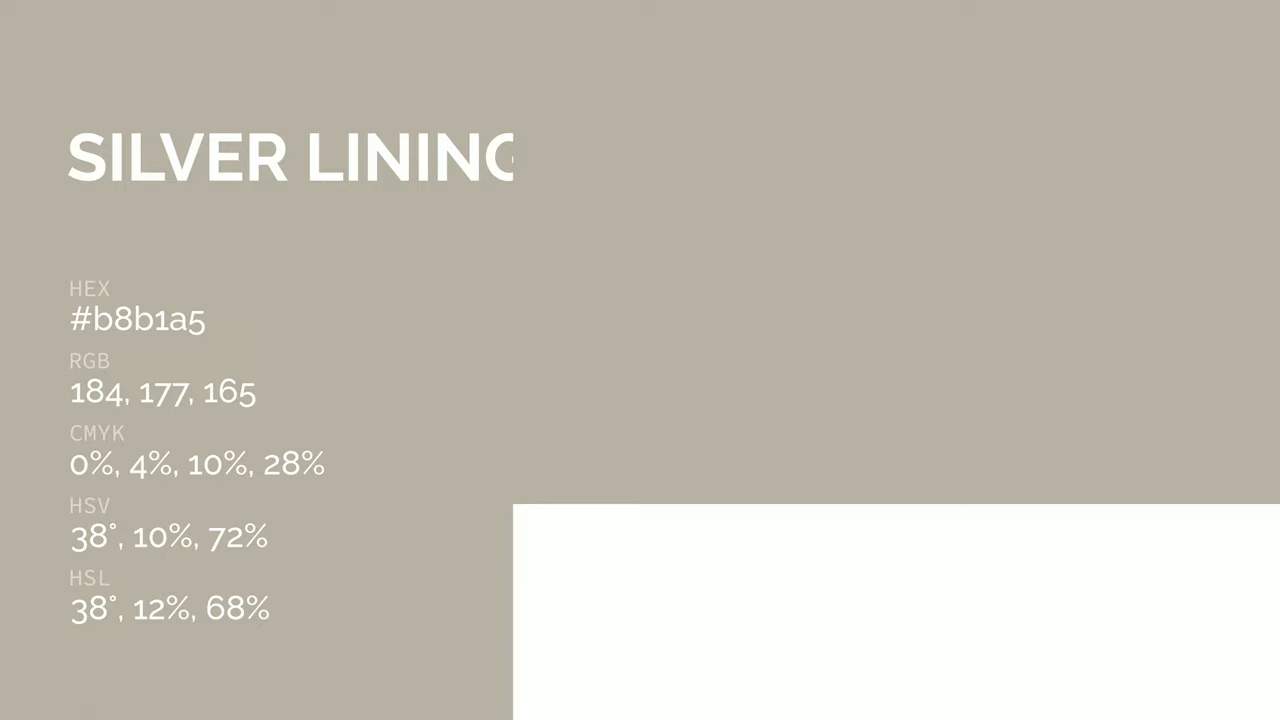 SILVER LINING
HEX
#b8b1a5
RGB
184, 177, 165
CMYK
0%, 4%, 10%, 28%
HSV
38°, 10%, 72%
HSL
38°, 12%, 68%